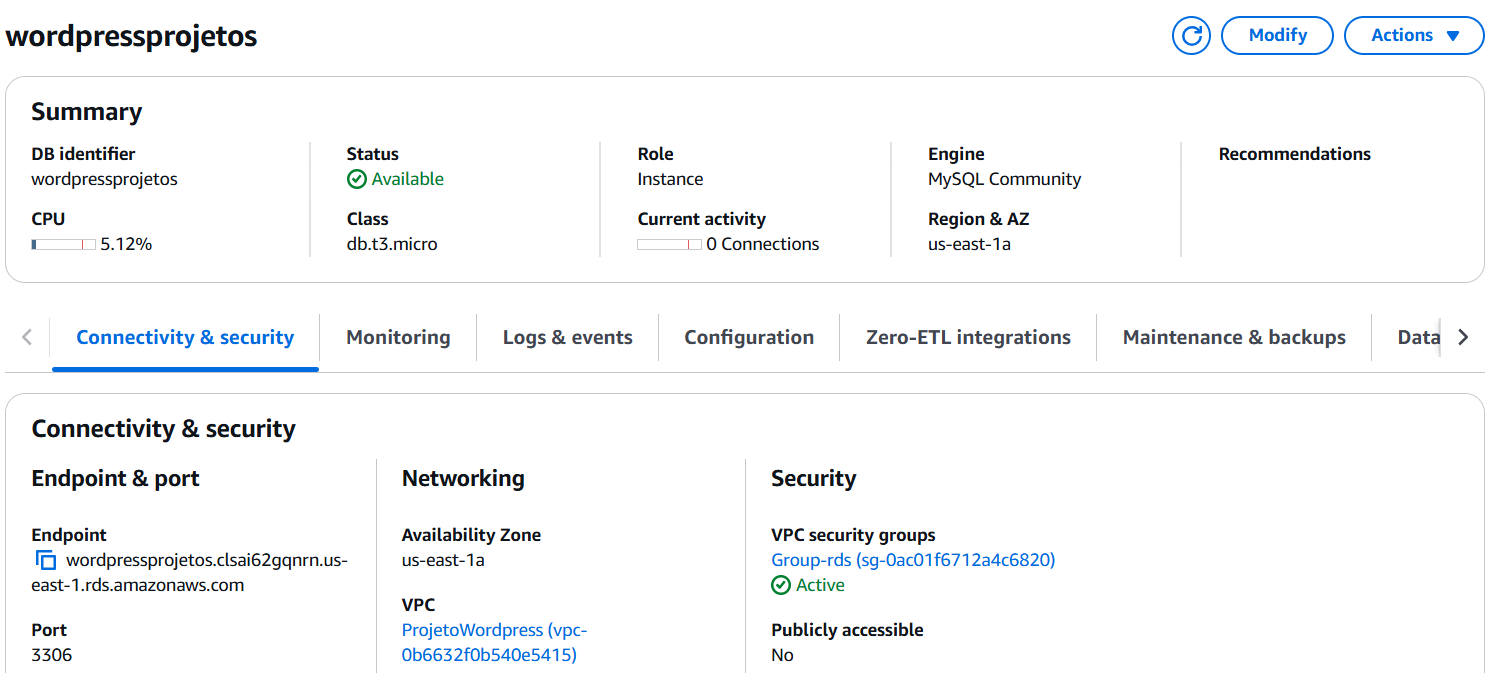 wordpressprojetos
Modify
Actions
Summary
DB identifier
wordpressprojetos
Status
Available
Role
Instance
Engine
MySQL Community
Recommendations
CPU
5.12%
Class
db.t3.micro
Current activity
0 Connections
Region & AZ
us-east-1a
Connectivity & security
Monitoring
Logs & events
Configuration
Zero-ETL integrations
Maintenance & backups
Data
Connectivity & security
Endpoint & port
Endpoint
wordpressprojetos.clsai62gqnrn.us-
east-1.rds.amazonaws.com
Port
3306
Networking
Availability Zone
us-east-1a
VPC
ProjetoWordpress (vpc-
0b6632f0b540e5415)
Security
VPC security groups
Group-rds (sg-0ac01f6712a4c6820)
Active
Publicly accessible
No